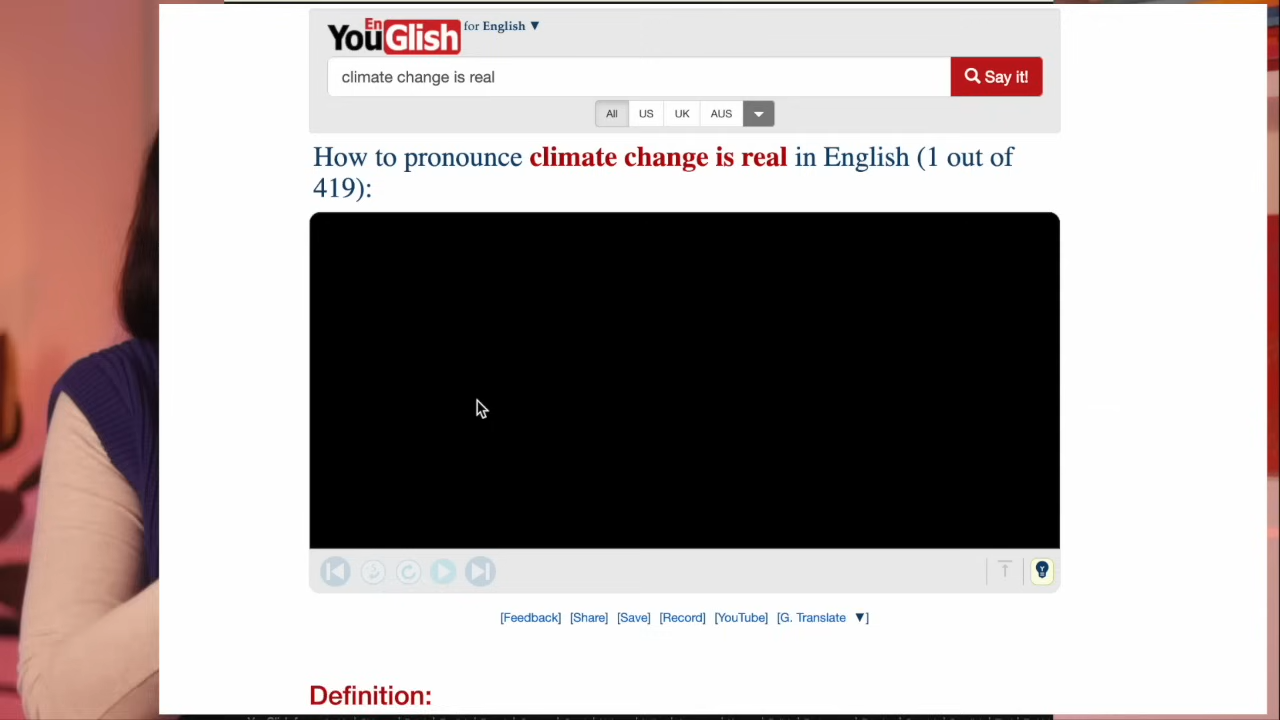 YouGlish
En
for English ▼
climate change is real
Say it!
All US UK AUS
How to pronounce climate change is real in English (1 out of
419):
[Feedback] [Share] [Save] [Record] [YouTube] [G. Translate ▼]
Definition: